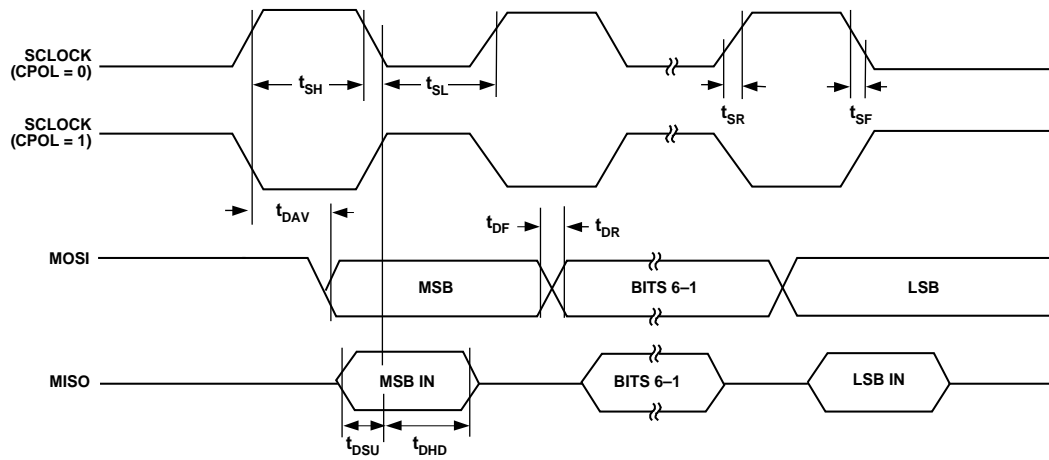 SCLOCK
(CPOL = 0)
tSH
tSL
tSR
tSF
SCLOCK
(CPOL = 1)
tDAV
tDF
tDR
MOSI
MSB
BITS 6–1
LSB
MISO
MSB IN
BITS 6–1
LSB IN
tDSU
tDHD